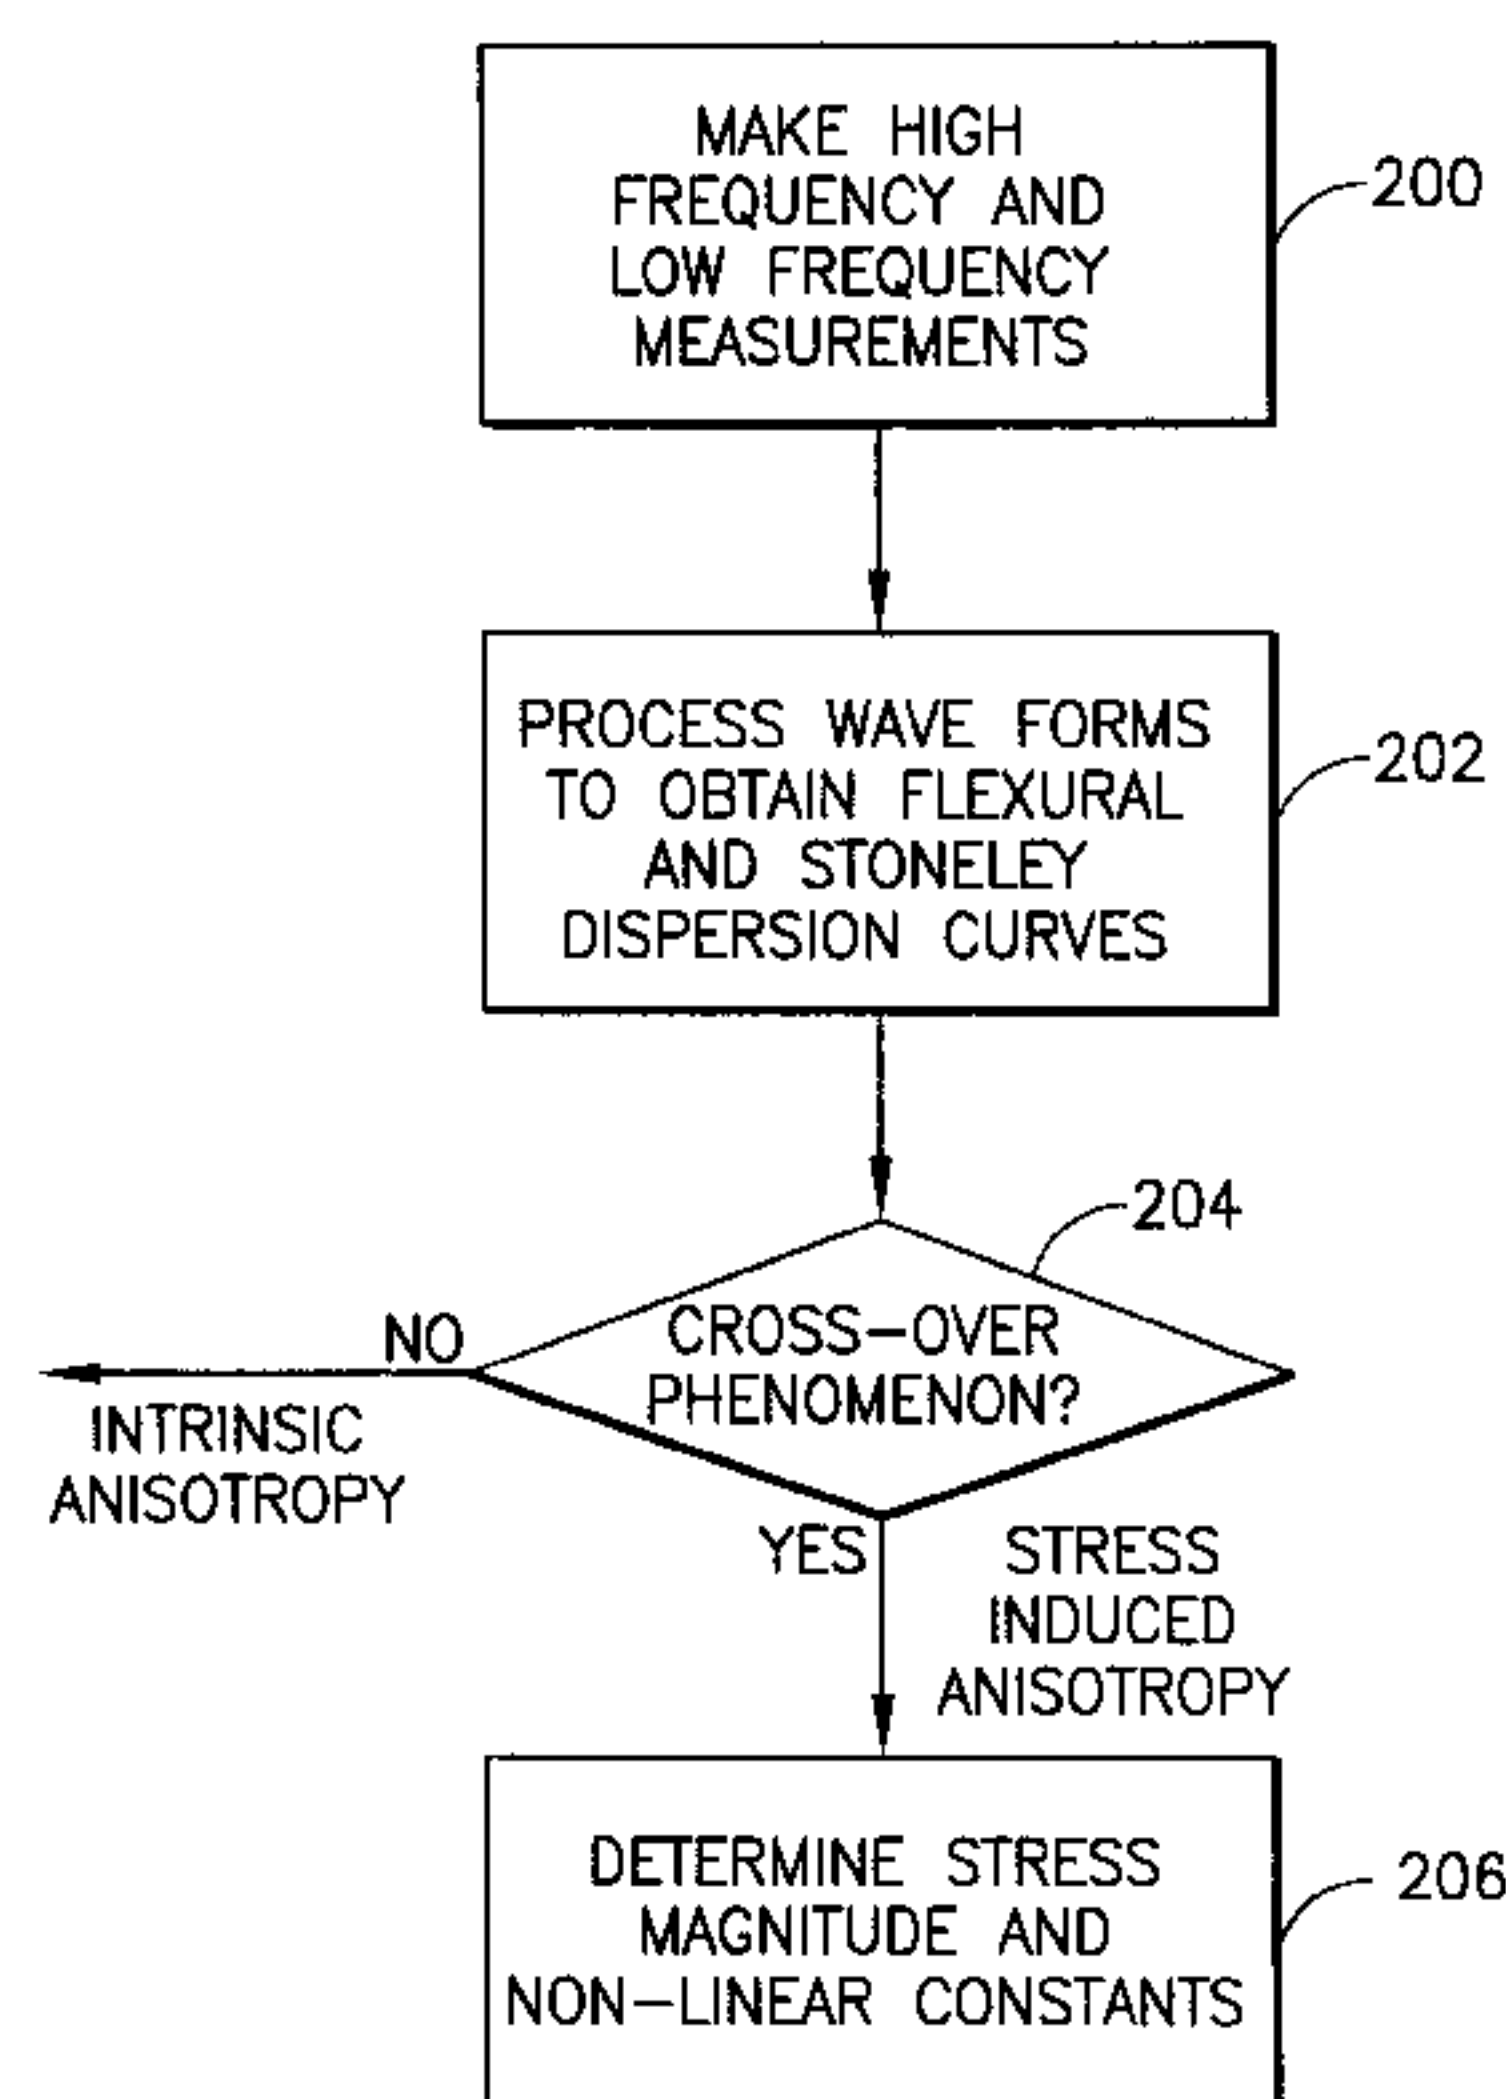 MAKE HIGH
FREQUENCY AND
LOW FREQUENCY
MEASUREMENTS
200
PROCESS WAVE FORMS
TO OBTAIN FLEXURAL
AND STONELEY
DISPERSION CURVES
202
204
CROSS-OVER
PHENOMENON?
NO
INTRINSIC
ANISOTROPY
YES
STRESS
INDUCED
ANISOTROPY
DETERMINE STRESS
MAGNITUDE AND
NON-LINEAR CONSTANTS
206